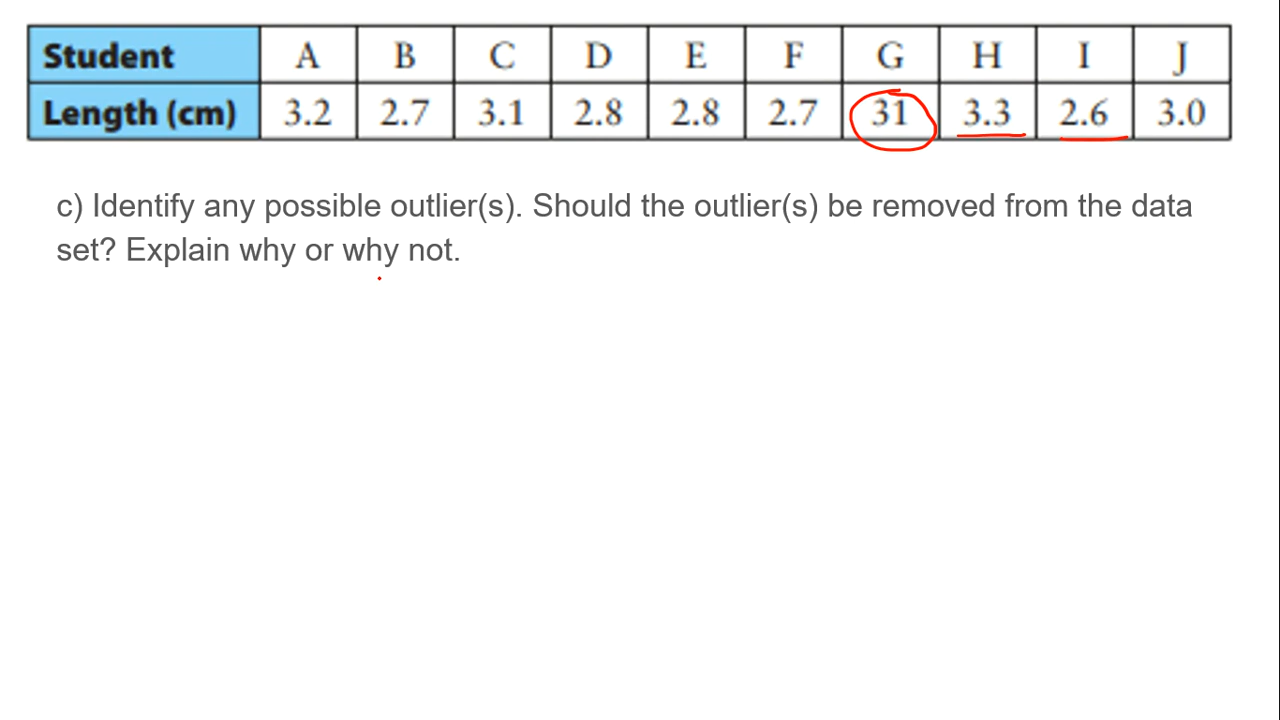 Student A B C D E F G H I J
Length (cm) 3.2 2.7 3.1 2.8 2.8 2.7 31 3.3 2.6 3.0
c) Identify any possible outlier(s). Should the outlier(s) be removed from the data
set? Explain why or why not.